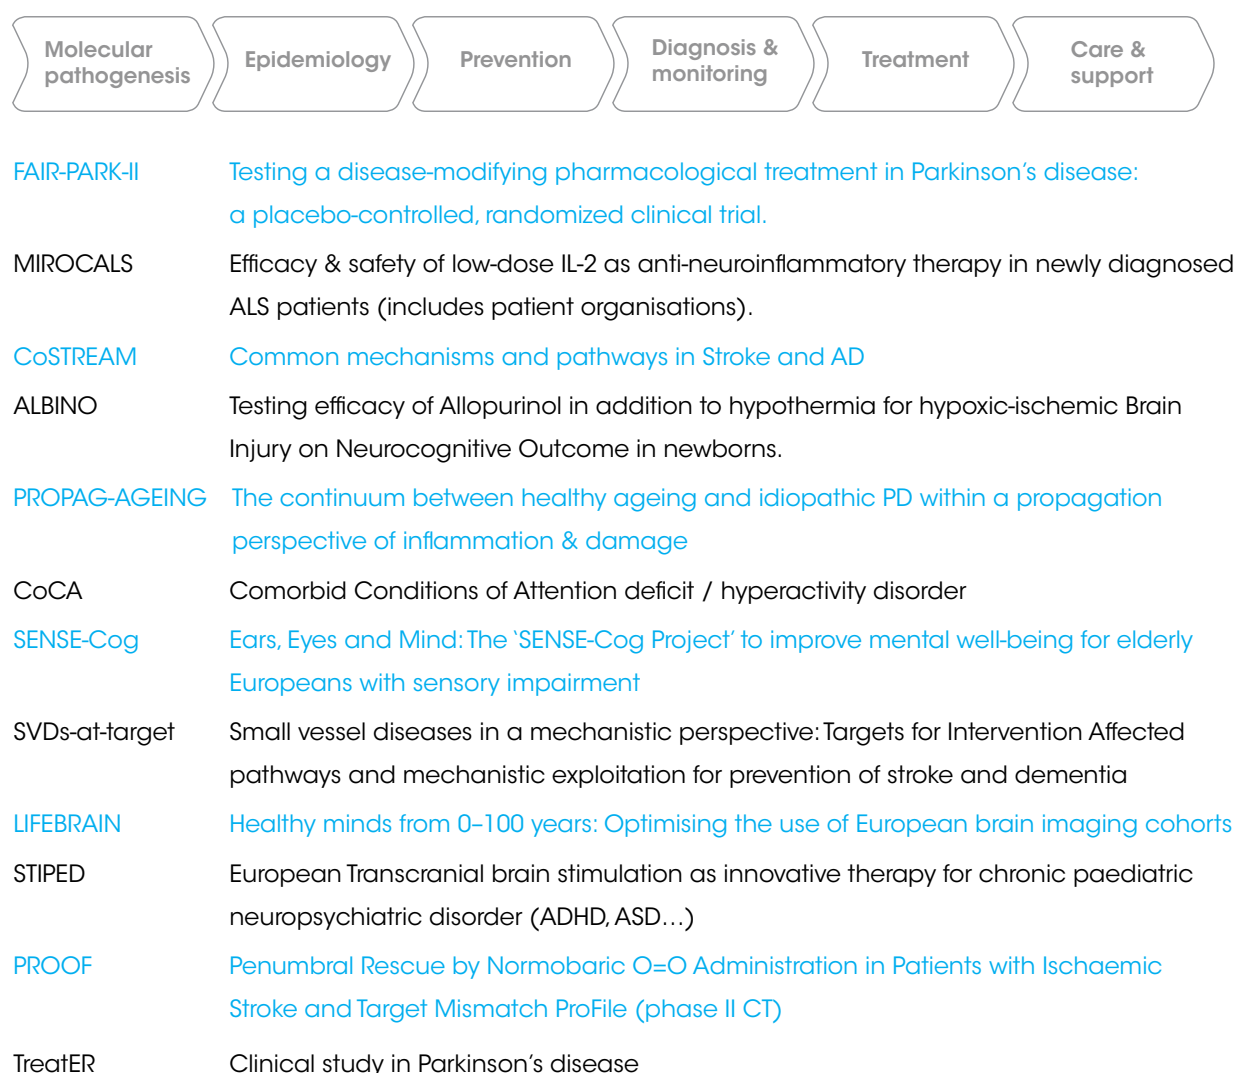 Molecular
pathogenesis
Epidemiology
Prevention
Diagnosis &
monitoring
Treatment
Care &
support
FAIR-PARK-II Testing a disease-modifying pharmacological treatment in Parkinson's disease:
a placebo-controlled, randomized clinical trial.
MIROCALS Efficacy & safety of low-dose IL-2 as anti-neuroinflammatory therapy in newly diagnosed
ALS patients (includes patient organisations).
CoSTREAM Common mechanisms and pathways in Stroke and AD
ALBINO Testing efficacy of Allopurinol in addition to hypothermia for hypoxic-ischemic Brain
Injury on Neurocognitive Outcome in newborns.
PROPAG-AGEING The continuum between healthy ageing and idiopathic PD within a propagation
perspective of inflammation & damage
CoCA Comorbid Conditions of Attention deficit / hyperactivity disorder
SENSE-Cog Ears, Eyes and Mind: The 'SENSE-Cog Project' to improve mental well-being for elderly
Europeans with sensory impairment
SVDs-at-target Small vessel diseases in a mechanistic perspective: Targets for Intervention Affected
pathways and mechanistic exploitation for prevention of stroke and dementia
LIFEBRAIN Healthy minds from 0–100 years: Optimising the use of European brain imaging cohorts
STIPED European Transcranial brain stimulation as innovative therapy for chronic paediatric
neuropsychiatric disorder (ADHD, ASD...)
PROOF Penumbral Rescue by Normobaric O=O Administration in Patients with Ischaemic
Stroke and Target Mismatch ProFile (phase II CT)
TreatER Clinical study in Parkinson's disease